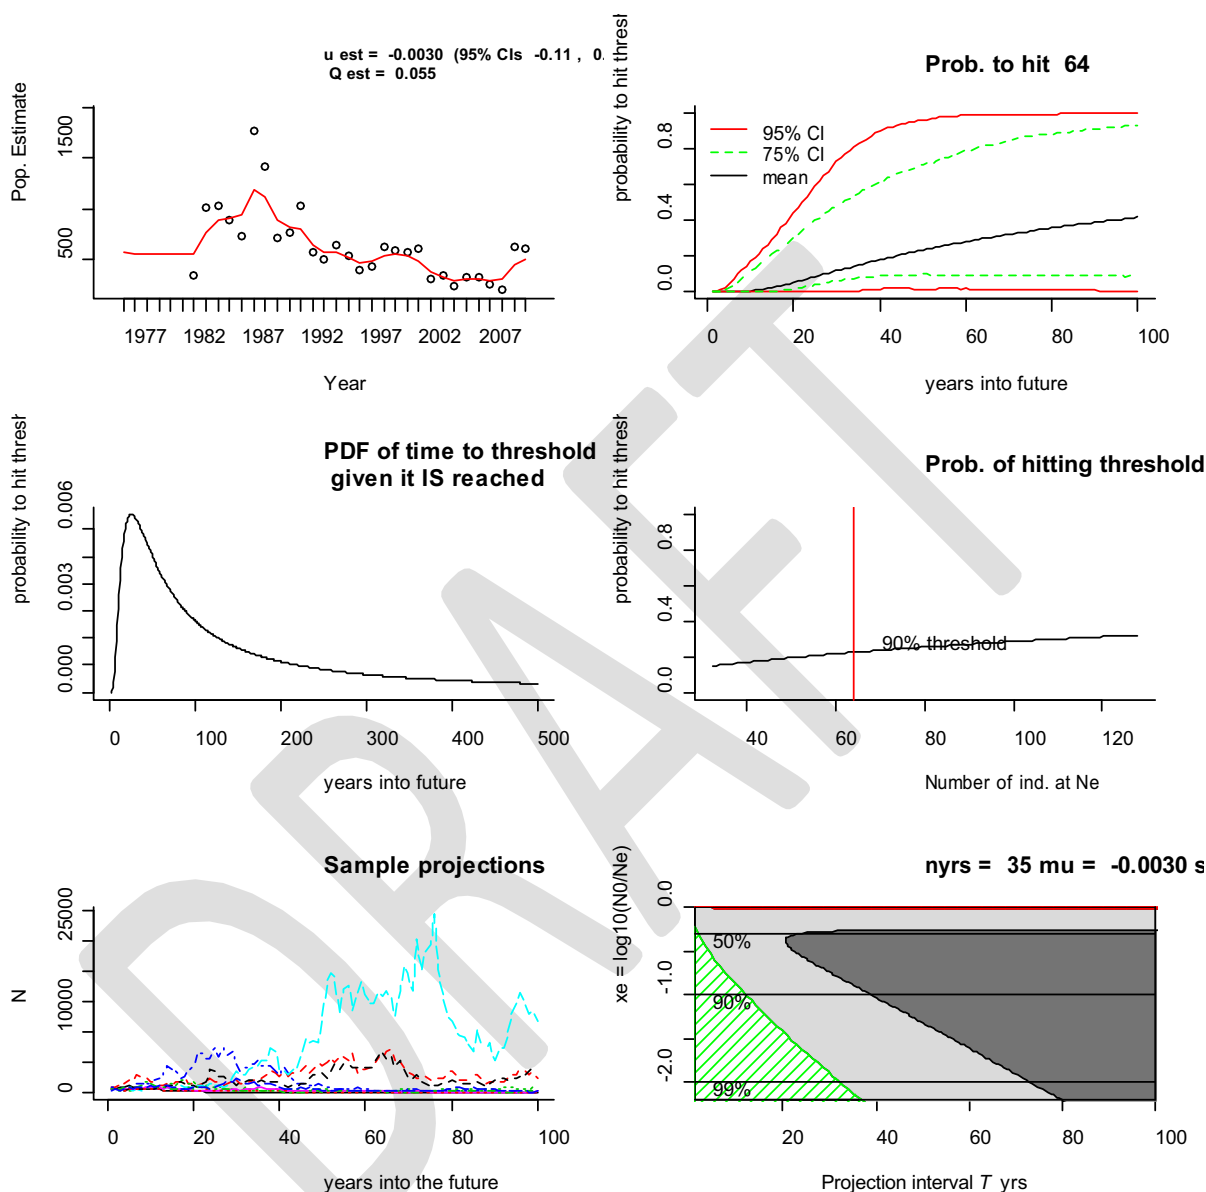 u est = -0.0030 (95% CIs -0.11 , 0.
Q est = 0.055
Pop. Estimate
1500
500
1977 1982 1987 1992 1997 2002 2007
Year
Prob. to hit 64
probability to hit thresh
0.8
0.4
0.0
95% CI
75% CI
mean
0 20 40 60 80 100
years into future
PDF of time to threshold
given it IS reached
probability to hit thresh
0.006
0.003
0.000
0 100 200 300 400 500
years into future
Prob. of hitting threshold
probability to hit thresh
0.8
0.4
0.0
90% threshold
40 60 80 100 120
Number of ind. at Ne
Sample projections
N
25000
10000
0
0 20 40 60 80 100
years into the future
nyrs = 35 mu = -0.0030 s
xe = log10(N0/Ne)
0.0
-1.0
-2.0
50%
90%
99%
20 40 60 80 100
Projection interval T yrs
DRAFT